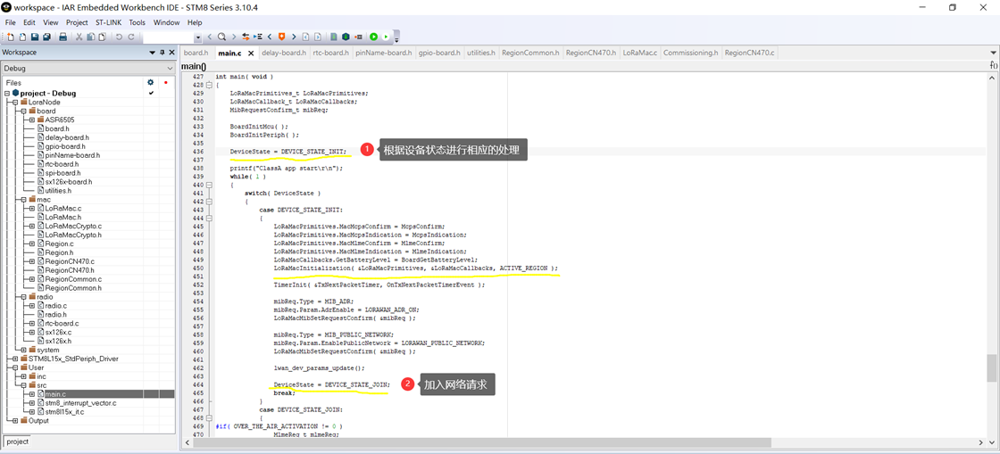 workspace - IAR Embedded Workbench IDE - STM8 Series 3.10.4
File Edit View Project ST-LINK Tools Window Help
Workspace
board.h main.c delay-board.h rtc-board.h pinName-board.h gpio-board.h utilities.h RegionCommon.h RegionCN470.h LoRaMac.c Commissioning.h RegionCN470.c
Debug
main()
f()
Files
project - Debug
LoraNode
board
ASR6505
board.h
delay-board.h
gpio-board.h
pinName-board.h
rtc-board.h
spi-board.h
sx126x-board.h
utilities.h
mac
LoRaMac.c
LoRaMac.h
LoRaMacCrypto.c
LoRaMacCrypto.h
Region.c
Region.h
RegionCN470.c
RegionCN470.h
RegionCommon.c
RegionCommon.h
radio
radio.c
radio.h
rtc-board.c
sx126x.c
sx126x.h
system
STM8L15x_StdPeriph_Driver
User
inc
src
main.c
stm8_interrupt_vector.c
stm8l15x_it.c
Output
project
427 int main( void )
428 {
429 LoRaMacPrimitives_t LoRaMacPrimitives;
430 LoRaMacCallback_t LoRaMacCallbacks;
431 MibRequestConfirm_t mibReq;
432
433 BoardInitMcu( );
434 BoardInitPeriph( );
435
436 DeviceState = DEVICE_STATE_INIT;
1 根据设备状态进行相应的处理
437
438 printf("ClassA app start\r\n");
439 while( 1 )
440 {
441 switch( DeviceState )
442 {
443 case DEVICE_STATE_INIT:
444 {
445 LoRaMacPrimitives.MacMcpsConfirm = McpsConfirm;
446 LoRaMacPrimitives.MacMcpsIndication = McpsIndication;
447 LoRaMacPrimitives.MacMlmeConfirm = MlmeConfirm;
448 LoRaMacPrimitives.MacMlmeIndication = MlmeIndication;
449 LoRaMacCallbacks.GetBatteryLevel = BoardGetBatteryLevel;
450 LoRaMacInitialization( &LoRaMacPrimitives, &LoRaMacCallbacks, ACTIVE_REGION );
451
452 TimerInit( &TxNextPacketTimer, OnTxNextPacketTimerEvent );
453
454 mibReq.Type = MIB_ADR;
455 mibReq.Param.AdrEnable = LORAWAN_ADR_ON;
456 LoRaMacMibSetRequestConfirm( &mibReq );
457
458 mibReq.Type = MIB_PUBLIC_NETWORK;
459 mibReq.Param.EnablePublicNetwork = LORAWAN_PUBLIC_NETWORK;
460 LoRaMacMibSetRequestConfirm( &mibReq );
461
462 lwan_dev_params_update();
463
464 DeviceState = DEVICE_STATE_JOIN;
2 加入网络请求
465 break;
466 }
467 case DEVICE_STATE_JOIN:
468 {
469 #if( OVER_THE_AIR_ACTIVATION != 0 )
470 MlmeReq_t mlmeReq;